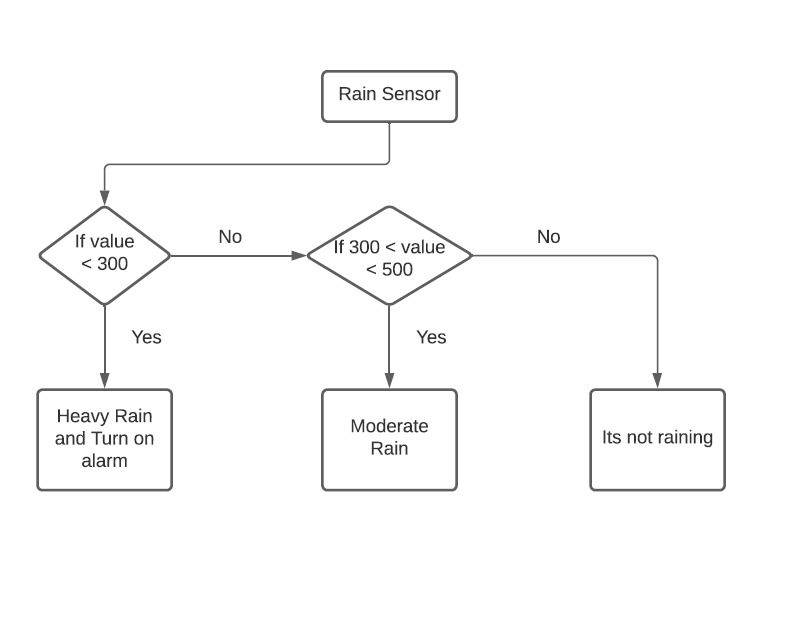 Rain Sensor
If value
< 300
No
If 300 < value
< 500
No
Yes
Yes
Heavy Rain
and Turn on
alarm
Moderate
Rain
Its not raining